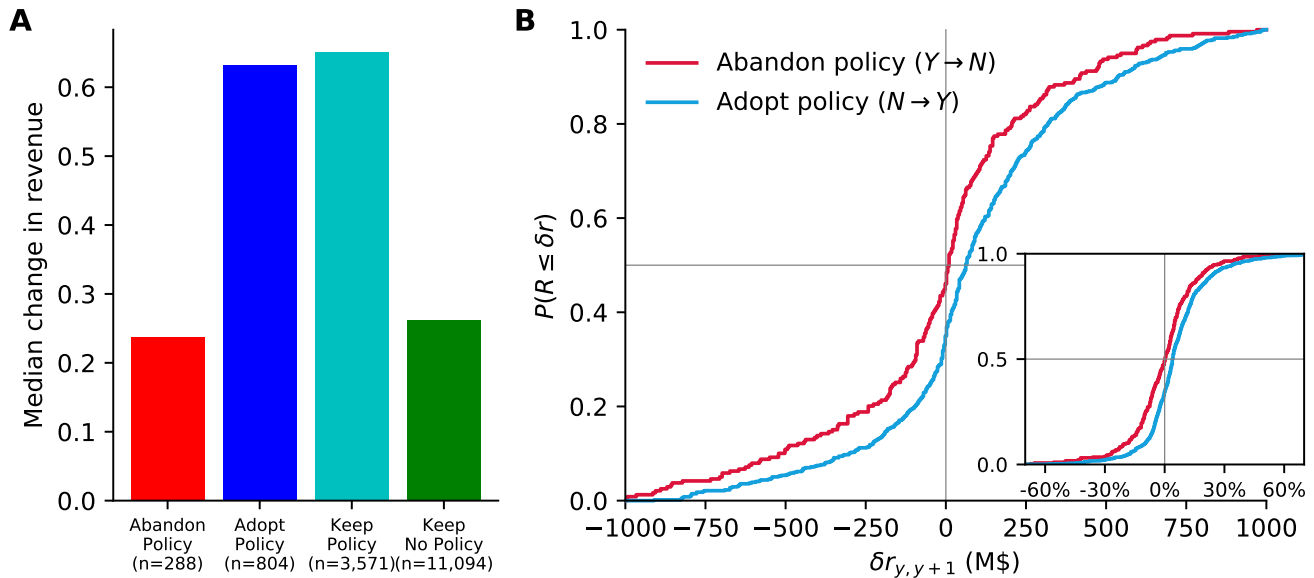 A
Median change in revenue
0.6
0.5
0.4
0.3
0.2
0.1
0.0
Abandon
Policy
(n=288)
Adopt
Policy
(n=804)
Keep
Policy
(n=3,571)
Keep
No Policy
(n=11,094)
B
P(R ≤ δr)
1.0
0.8
0.6
0.4
0.2
0.0
Abandon policy (Y → N)
Adopt policy (N → Y)
−1000 −750 −500 −250 0 250 500 750 1000
δr_{y,y+1} (M$)
1.0
0.5
0.0
-60% -30% 0% 30% 60%